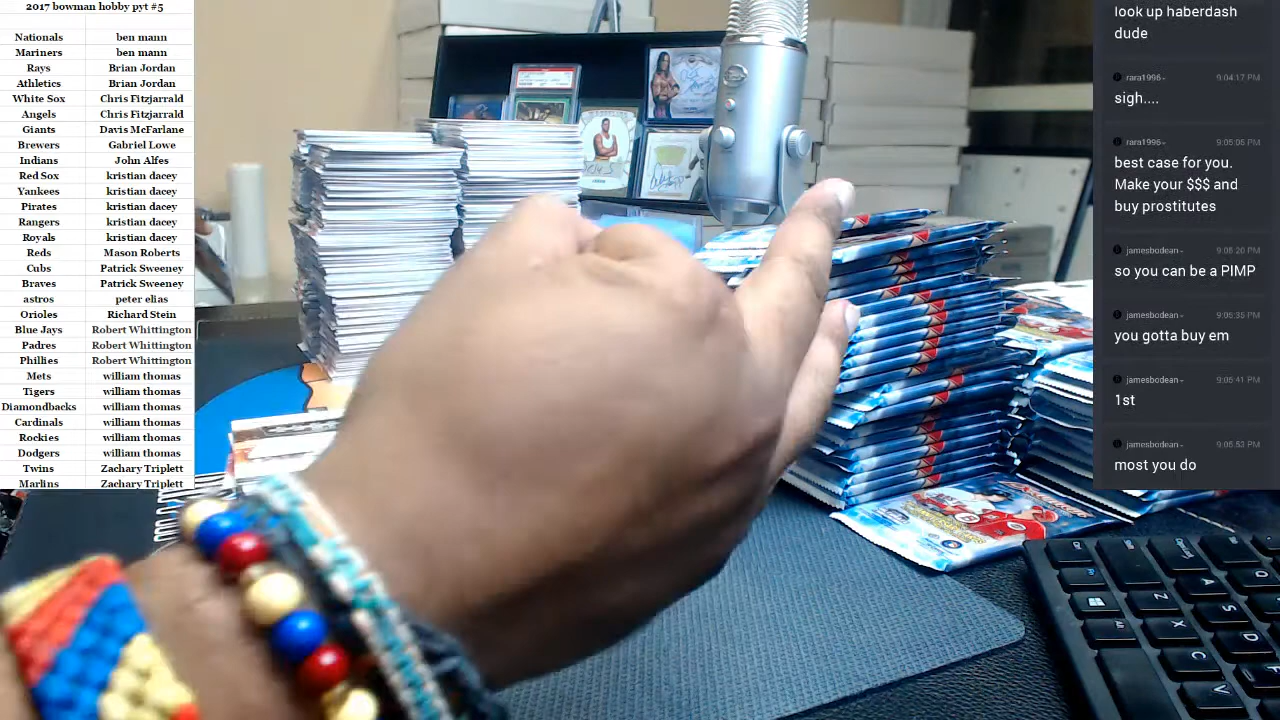 2017 bowman hobby pyt #5
Nationals ben mann
Mariners ben mann
Rays Brian Jordan
Athletics Brian Jordan
White Sox Chris Fitzjarrald
Angels Chris Fitzjarrald
Giants Davis McFarlane
Brewers Gabriel Lowe
Indians John Alfes
Red Sox kristian dacey
Yankees kristian dacey
Pirates kristian dacey
Rangers kristian dacey
Royals kristian dacey
Reds Mason Roberts
Cubs Patrick Sweeney
Braves Patrick Sweeney
astros peter elias
Orioles Richard Stein
Blue Jays Robert Whittington
Padres Robert Whittington
Phillies Robert Whittington
Mets william thomas
Tigers william thomas
Diamondbacks william thomas
Cardinals william thomas
Rockies william thomas
Dodgers william thomas
Twins Zachary Triplett
Marlins Zachary Triplett
look up haberdash
dude
rara1996 9:04:17 PM
sigh....
rara1996 9:05:06 PM
best case for you.
Make your $$$ and
buy prostitutes
jamesbodean 9:05:20 PM
so you can be a PIMP
jamesbodean 9:05:35 PM
you gotta buy em
jamesbodean 9:05:41 PM
1st
jamesbodean 9:05:53 PM
most you do
Ctrl
Alt
Z
A
X
S
C
D
V
F